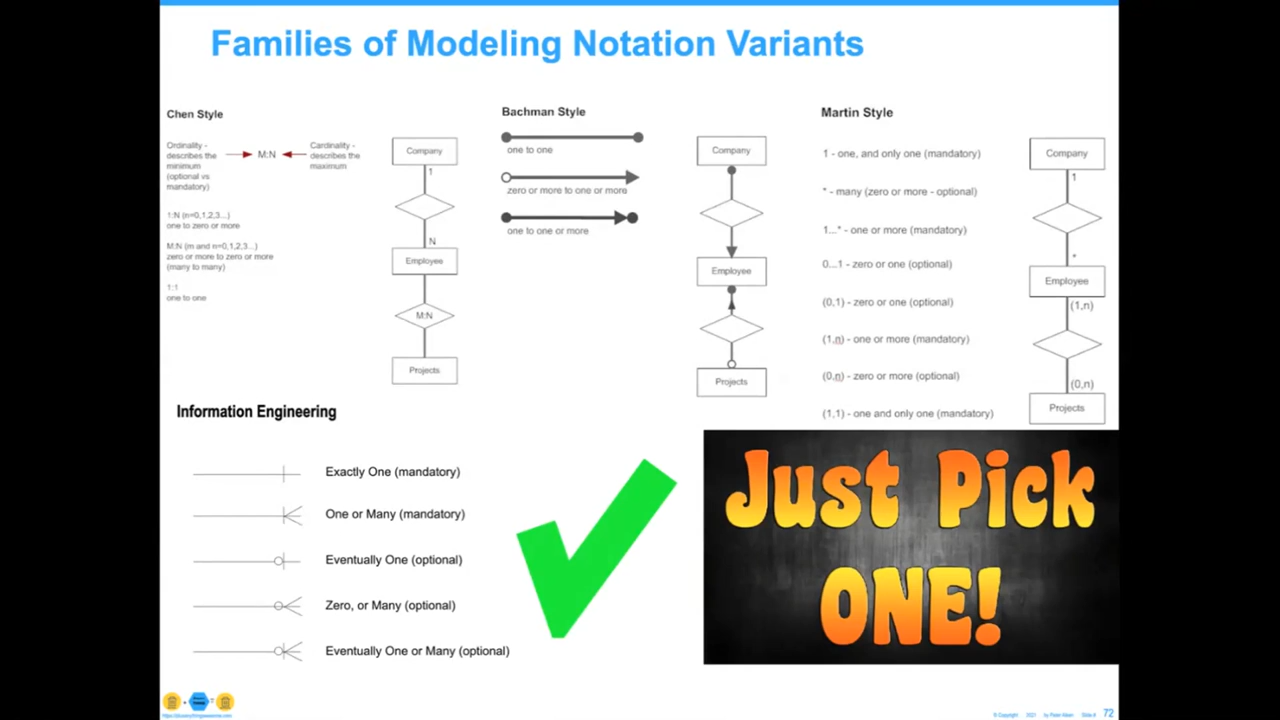 Families of Modeling Notation Variants
Chen Style
Ordinality -
describes the
minimum
(optional vs
mandatory)
M:N
Cardinality -
describes the
maximum
1:N (n=0,1,2,3...)
one to zero or more
M:N (m and n=0,1,2,3...)
zero or more to zero or more
(many to many)
1:1
one to one
Company
1
N
Employee
M:N
Projects
Bachman Style
one to one
zero or more to one or more
one to one or more
Company
Employee
Projects
Martin Style
1 - one, and only one (mandatory)
* - many (zero or more - optional)
1...* - one or more (mandatory)
0...1 - zero or one (optional)
(0,1) - zero or one (optional)
(1,n) - one or more (mandatory)
(0,n) - zero or more (optional)
(1,1) - one and only one (mandatory)
Company
1
*
Employee
(1,n)
(0,n)
Projects
Information Engineering
Exactly One (mandatory)
One or Many (mandatory)
Eventually One (optional)
Zero, or Many (optional)
Eventually One or Many (optional)
Just Pick
ONE!
© Copyright 2021 by Peter Aiken Slide # 72